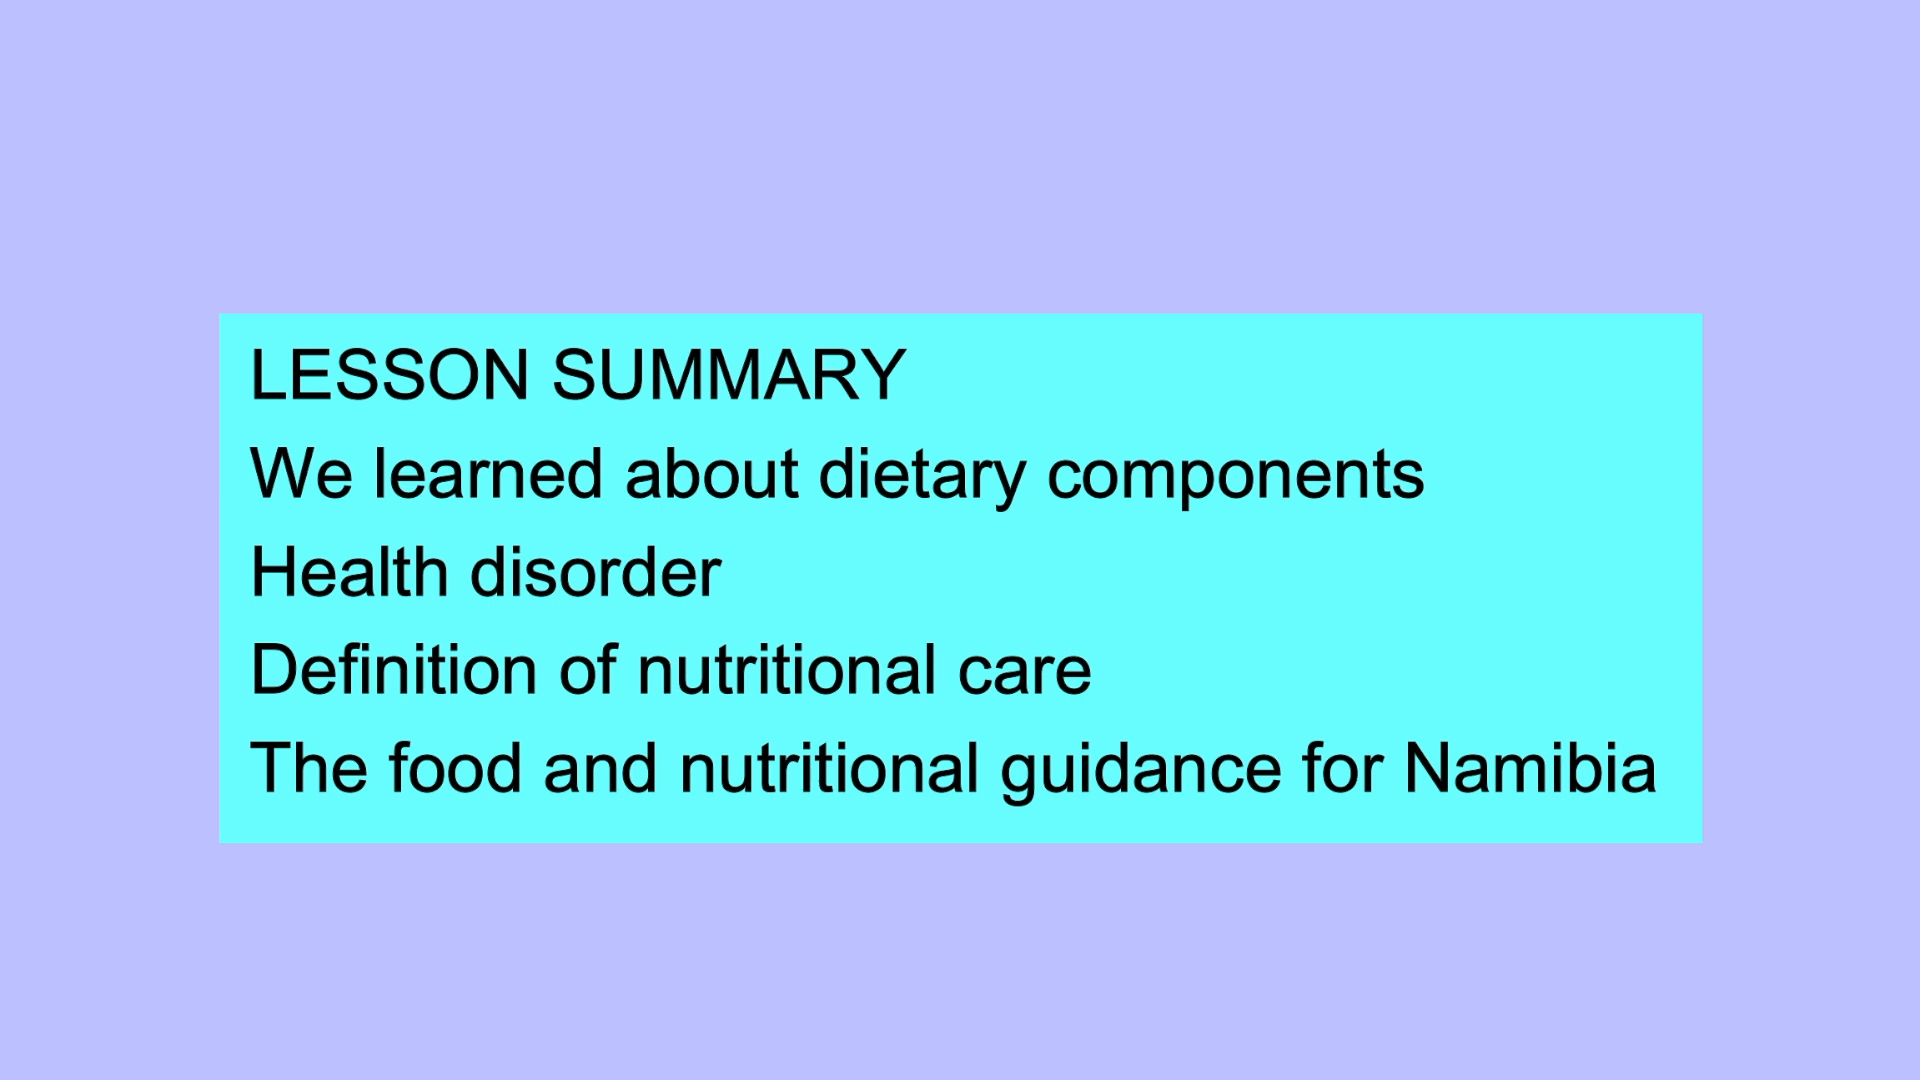 LESSON SUMMARY
We learned about dietary components
Health disorder
Definition of nutritional care
The food and nutritional guidance for Namibia